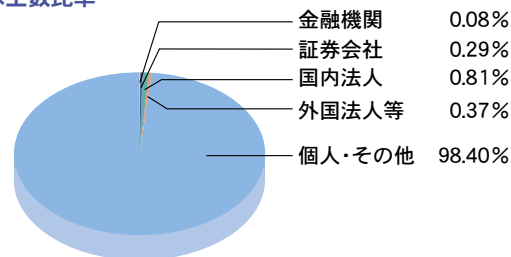 金融機関 0.08%
証券会社 0.29%
国内法人 0.81%
外国法人等 0.37%
個人・その他 98.40%